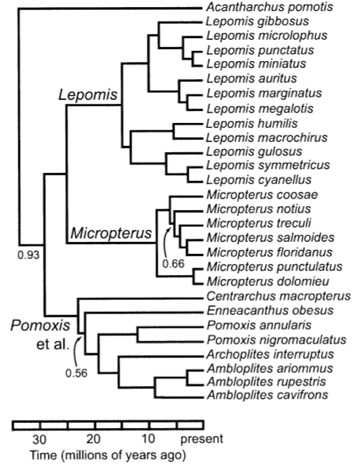 Acantharchus pomotis
Lepomis gibbosus
Lepomis microlophus
Lepomis punctatus
Lepomis miniatus
Lepomis auritus
Lepomis
Lepomis marginatus
Lepomis megalotis
Lepomis humilis
Lepomis macrochirus
Lepomis gulosus
Lepomis symmetricus
Lepomis cyanellus
Micropterus coosae
Micropterus notius
Micropterus treculi
Micropterus
Micropterus salmoides
Micropterus floridanus
0.93
0.66
Micropterus punctulatus
Micropterus dolomieu
Centrarchus macropterus
Enneacanthus obesus
Pomoxis
et al.
Pomoxis annularis
Pomoxis nigromaculatus
Archoplites interruptus
0.56
Ambloplites ariommus
Ambloplites rupestris
Ambloplites cavifrons
30 20 10 present
Time (millions of years ago)